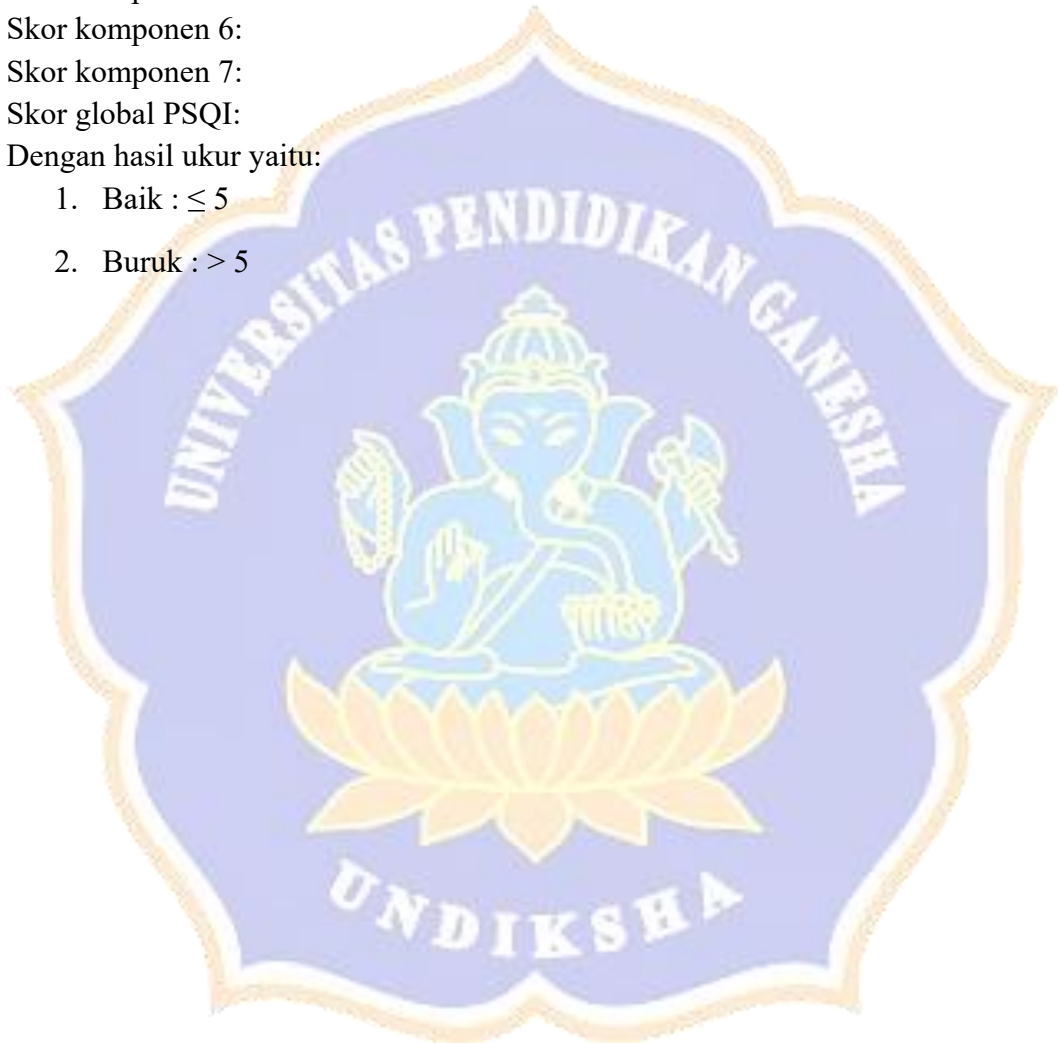 Skor komponen 6:
Skor komponen 7:
Skor global PSQI:
Dengan hasil ukur yaitu:
1. Baik : ≤ 5
2. Buruk : > 5
UNIVERSITAS PENDIDIKAN GANESHA
UNDIKSHA